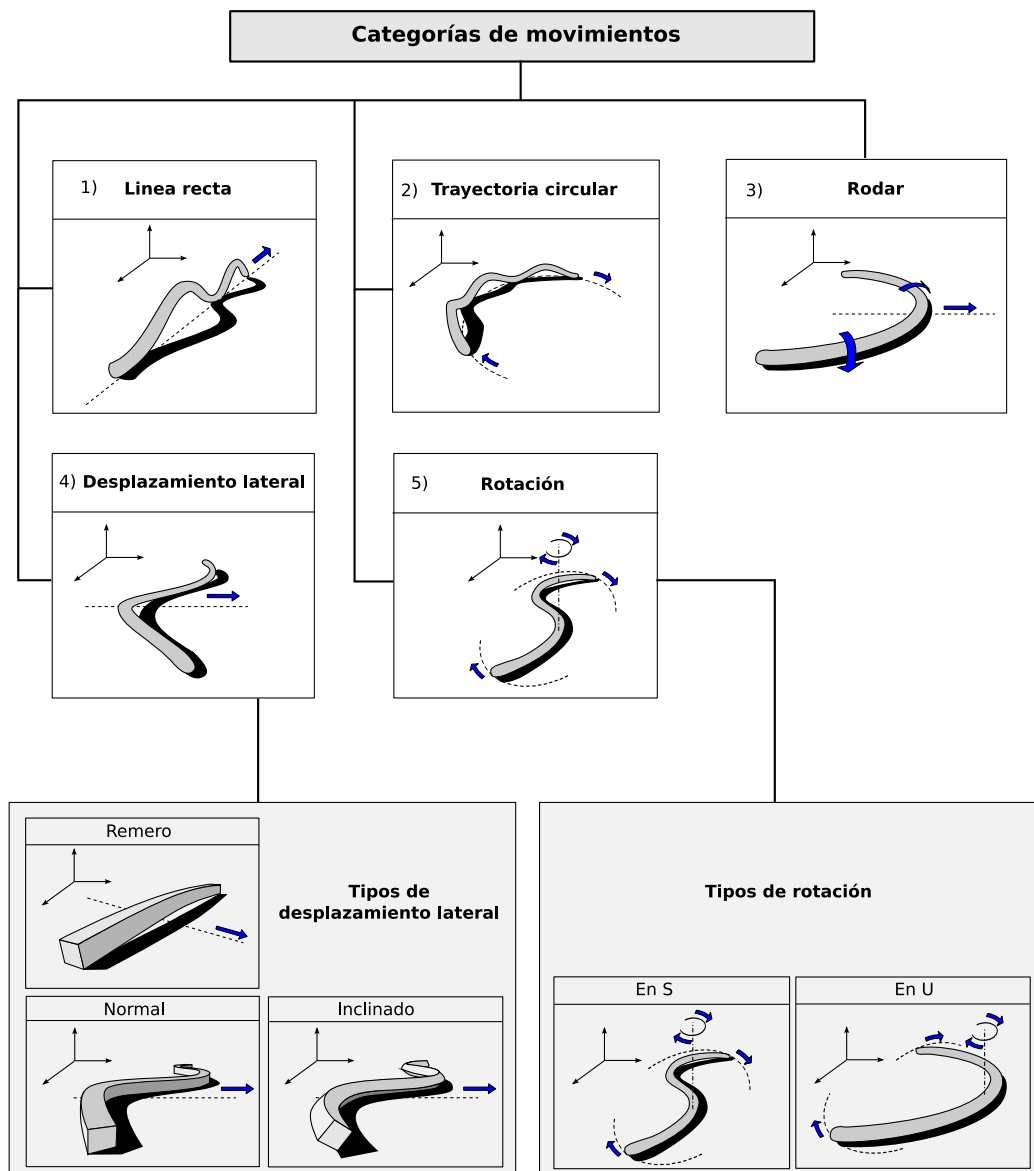 Categorías de movimientos
1) Linea recta
2) Trayectoria circular
3) Rodar
4) Desplazamiento lateral
5) Rotación
Remero
Tipos de
desplazamiento lateral
Normal
Inclinado
Tipos de rotación
En S
En U